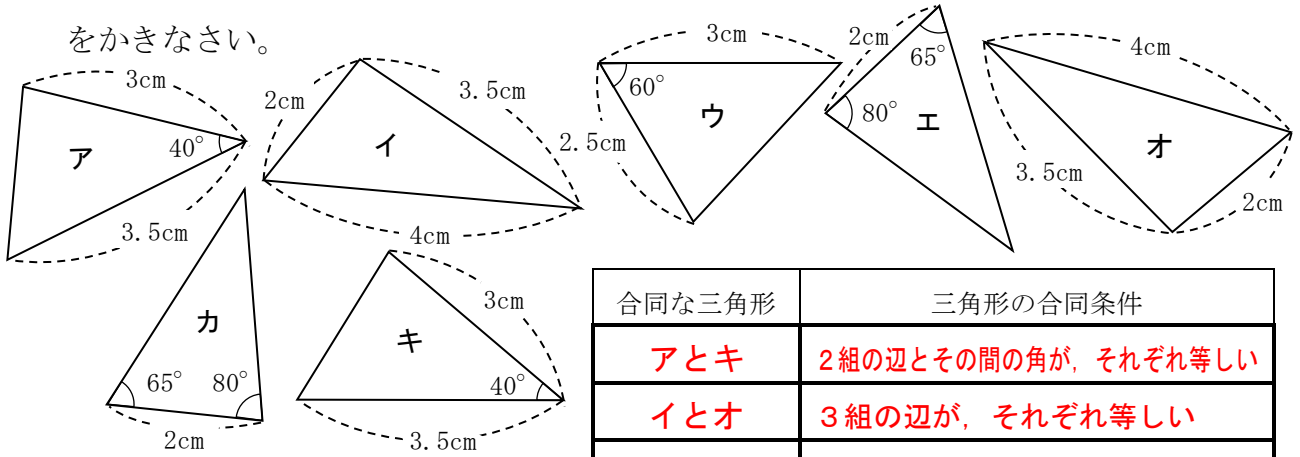 をかきなさい。
3cm
40°
ア
3.5cm
2cm
3.5cm
イ
4cm
3cm
60°
ウ
2.5cm
2cm
65°
80°
エ
4cm
オ
3.5cm
2cm
カ
65° 80°
2cm
3cm
キ
40°
3.5cm
合同な三角形 三角形の合同条件
アとキ 2組の辺とその間の角が，それぞれ等しい
イとオ 3組の辺が，それぞれ等しい